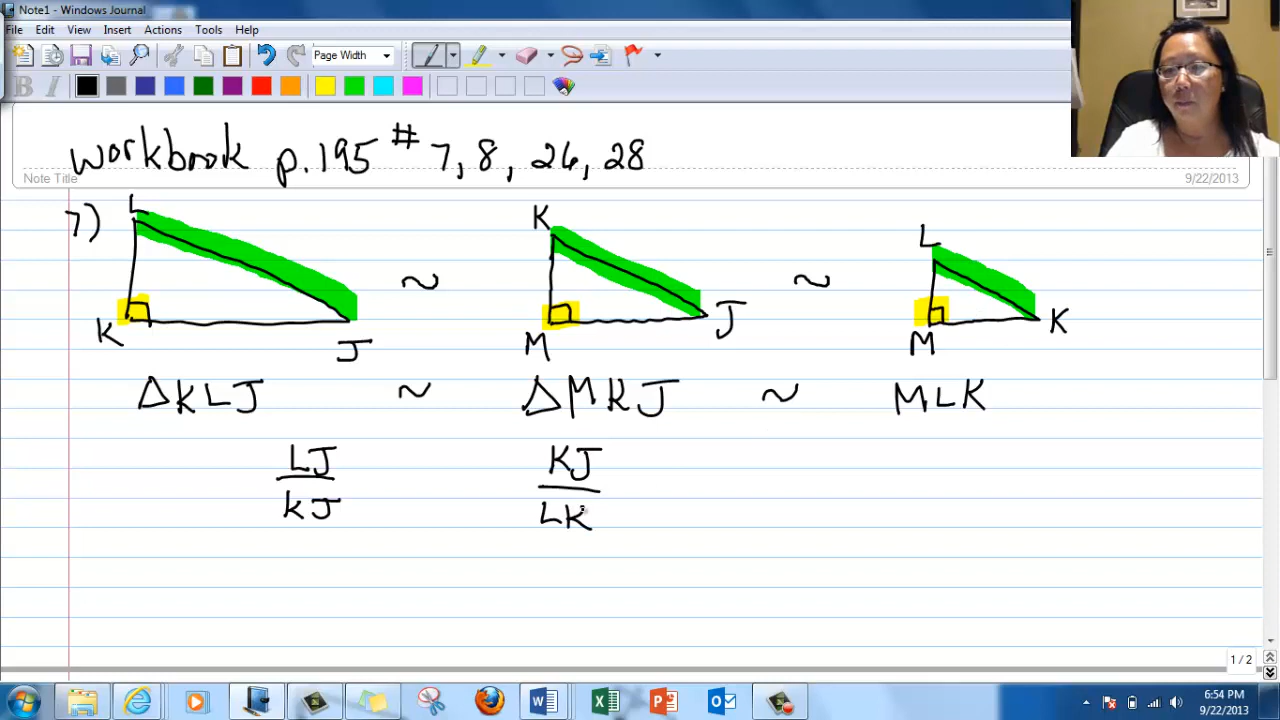 Note1 - Windows Journal
File Edit View Insert Actions Tools Help
Page Width
B I
workbook p.195 # 7, 8, 26, 28
Note Title
9/22/2013
7) L K L
~ ~
K J M J M K
ΔKLJ ~ ΔMKJ ~ MLK
LJ KJ
KJ LK
1 / 2
6:54 PM
9/22/2013